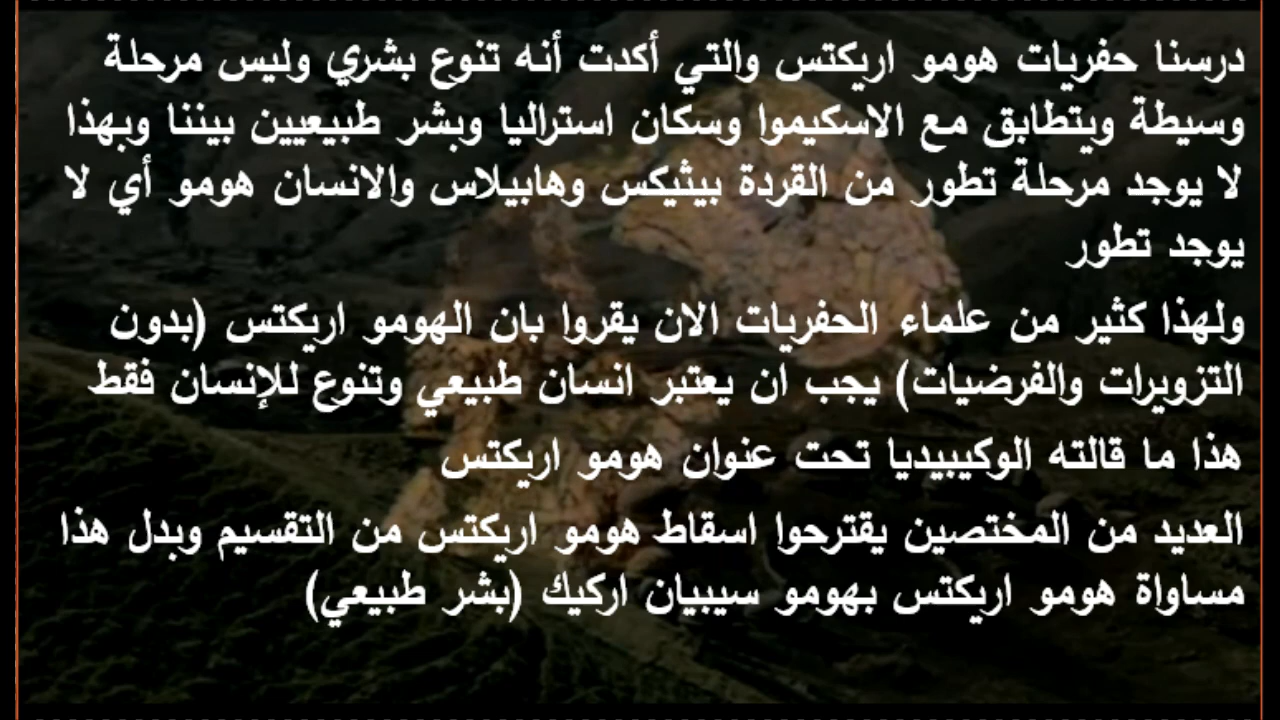 درسنا حفريات هومو اريكتس والتي أكدت أنه تنوع بشري وليس مرحلة
وسيطة ويتطابق مع الاسكيموا وسكان استراليا وبشر طبيعيين بيننا وبهذا
لا يوجد مرحلة تطور من القردة بيثيكس وهابيلاس والانسان هومو أي لا
يوجد تطور
ولهذا كثير من علماء الحفريات الان يقروا بان الهومو اريكتس (بدون
التزويرات والفرضيات) يجب ان يعتبر انسان طبيعي وتنوع للإنسان فقط
هذا ما قالته الوكيبيديا تحت عنوان هومو اريكتس
العديد من المختصين يقترحوا اسقاط هومو اريكتس من التقسيم وبدل هذا
مساواة هومو اريكتس بهومو سيبيان اركيك (بشر طبيعي)